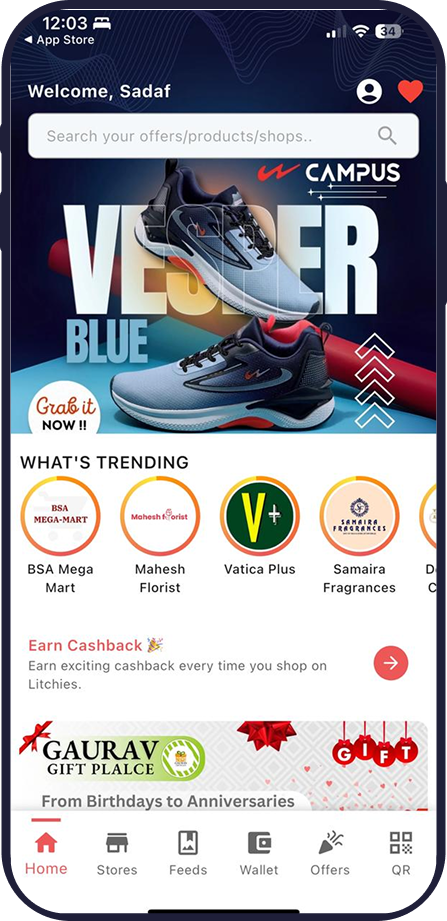 12:03
34
App Store
Welcome, Sadaf
Search your offers/products/shops..
CAMPUS
VESPER
BLUE
Grab it
NOW !!
WHAT'S TRENDING
BSA
MEGA-MART
Mahesh Florist
V+
SAMAIRA
FRAGRANCES
BSA Mega
Mart
Mahesh
Florist
Vatica Plus
Samaira
Fragrances
Earn Cashback 🎉
Earn exciting cashback every time you shop on
Litchies.
GAURAV
GIFT PLALCE
GIFT
From Birthdays to Anniversaries
Home
Stores
Feeds
Wallet
Offers
QR